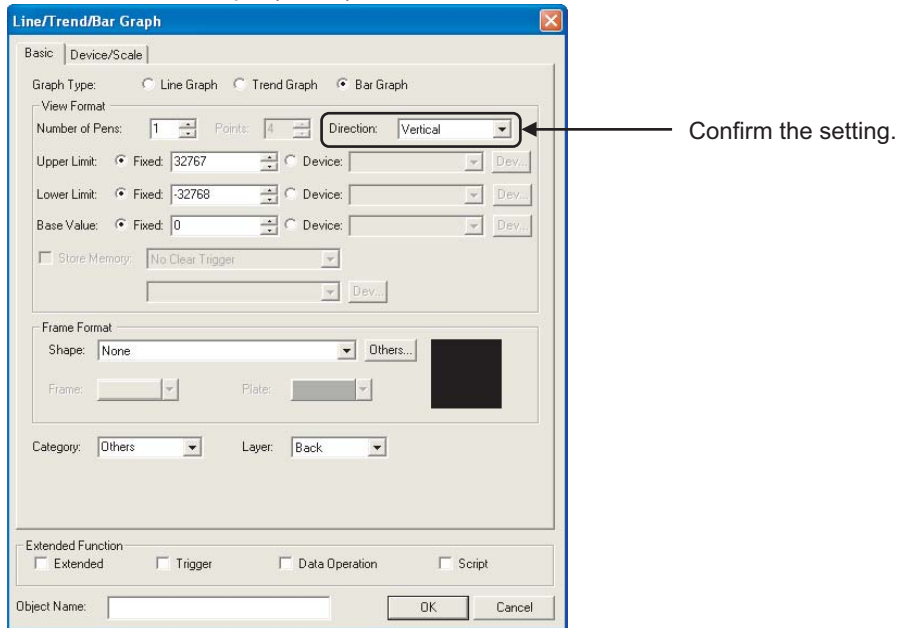 Line/Trend/Bar Graph
Basic Device/Scale
Graph Type: Line Graph Trend Graph Bar Graph
View Format
Number of Pens: 1 Points: 4 Direction: Vertical
Confirm the setting.
Upper Limit: Fixed: 32767 Device: Dev...
Lower Limit: Fixed: -32768 Device: Dev...
Base Value: Fixed: 0 Device: Dev...
Store Memory: No Clear Trigger
Dev...
Frame Format
Shape: None Others...
Frame: Plate:
Category: Others Layer: Back
Extended Function
Extended Trigger Data Operation Script
Object Name: OK Cancel